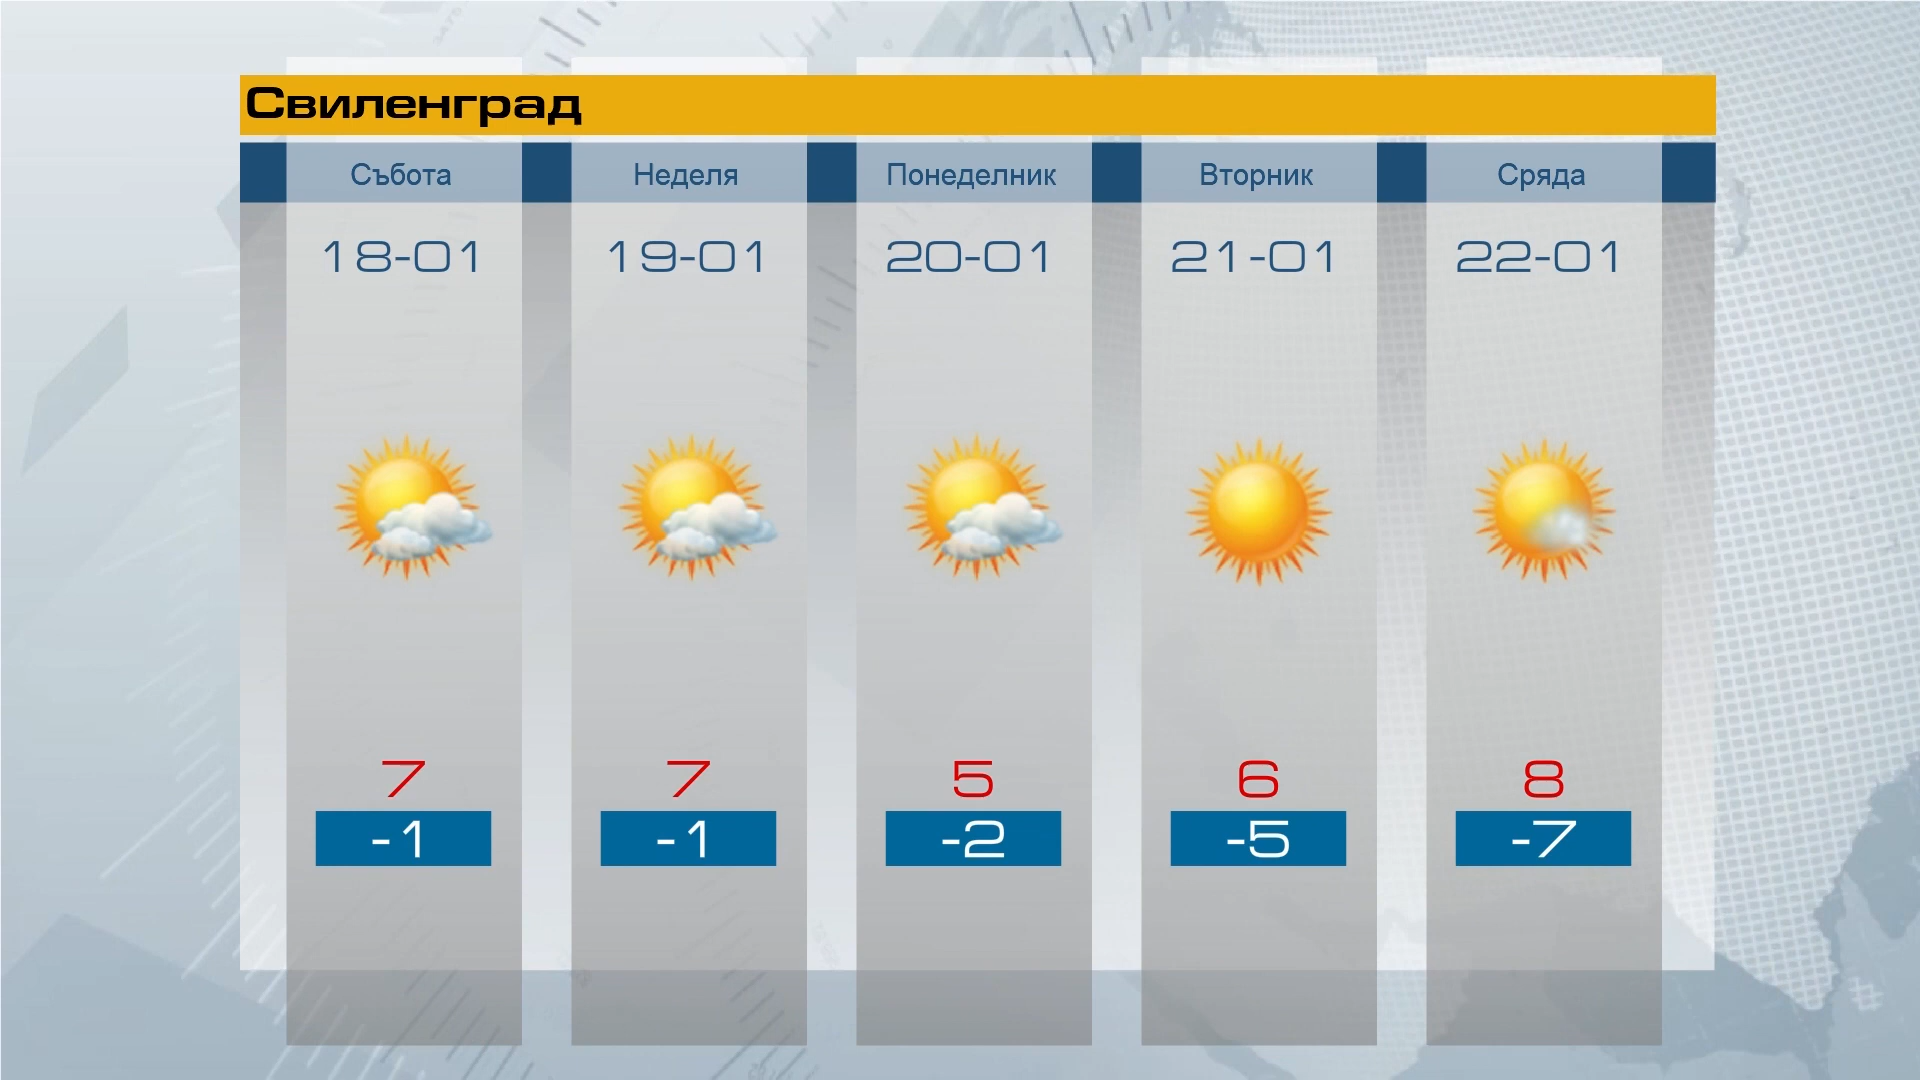 Свиленград
Събота Неделя Понеделник Вторник Сряда
18-01 19-01 20-01 21-01 22-01
7 7 5 6 8
-1 -1 -2 -5 -7